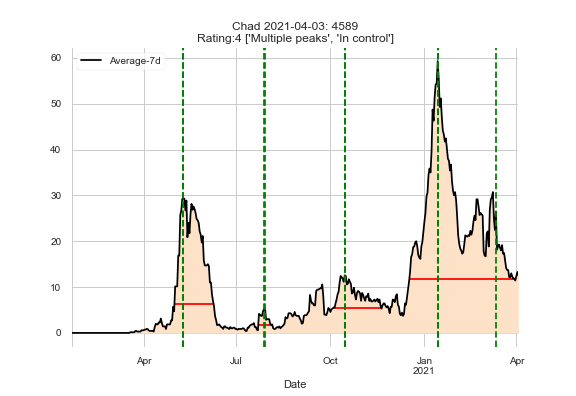 Chad 2021-04-03: 4589
Rating:4 ['Multiple peaks', 'In control']
Average-7d
60
50
40
30
20
10
0
Apr
Jul
Oct
Jan
2021
Apr
Date